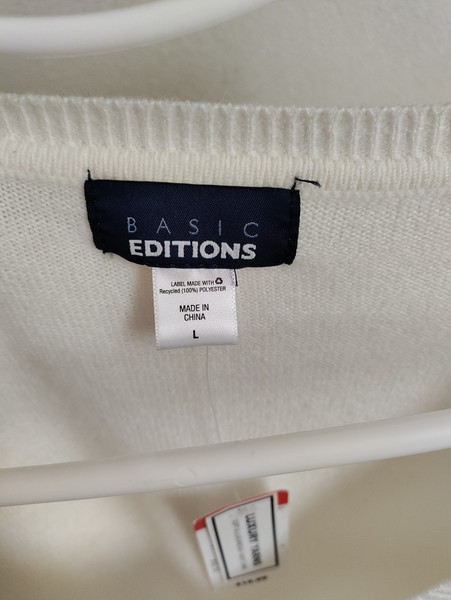 BASIC
EDITIONS
LABEL MADE WITH
Recycled (100%) POLYESTER
MADE IN
CHINA
L
LUXURY YARNS